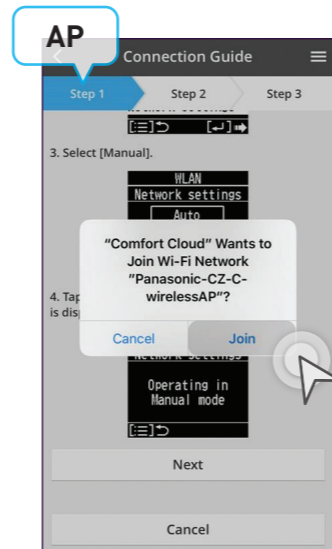 AP
Connection Guide
Step 1
Step 2
Step 3
3. Select [Manual].
WLAN
Network settings
Auto
"Comfort Cloud" Wants to
Join Wi-Fi Network
"Panasonic-CZ-C-
wirelessAP"?
4. Tap
is dis
Cancel
Join
Network settings
Operating in
Manual mode
Next
Cancel